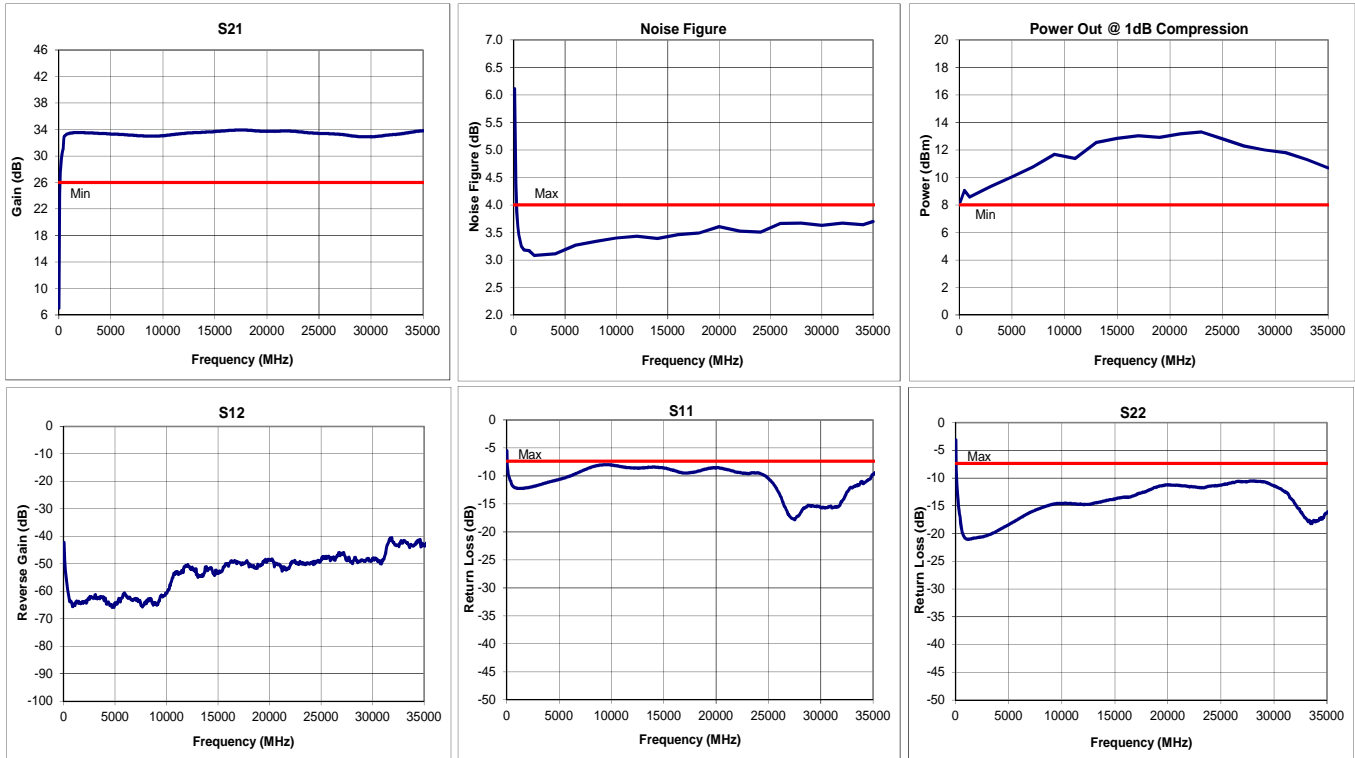 S21
Gain (dB)
46
42
38
34
30
26
22
18
14
10
6
Min
0 5000 10000 15000 20000 25000 30000 35000
Frequency (MHz)
Noise Figure
Noise Figure (dB)
7.0
6.5
6.0
5.5
5.0
4.5
4.0
3.5
3.0
2.5
2.0
Max
0 5000 10000 15000 20000 25000 30000 35000
Frequency (MHz)
Power Out @ 1dB Compression
Power (dBm)
20
18
16
14
12
10
8
6
4
2
0
Min
0 5000 10000 15000 20000 25000 30000 35000
Frequency (MHz)
S12
Reverse Gain (dB)
0
-10
-20
-30
-40
-50
-60
-70
-80
-90
-100
0 5000 10000 15000 20000 25000 30000 35000
Frequency (MHz)
S11
Return Loss (dB)
0
-5
-10
-15
-20
-25
-30
-35
-40
-45
-50
Max
0 5000 10000 15000 20000 25000 30000 35000
Frequency (MHz)
S22
Return Loss (dB)
0
-5
-10
-15
-20
-25
-30
-35
-40
-45
-50
Max
0 5000 10000 15000 20000 25000 30000 35000
Frequency (MHz)